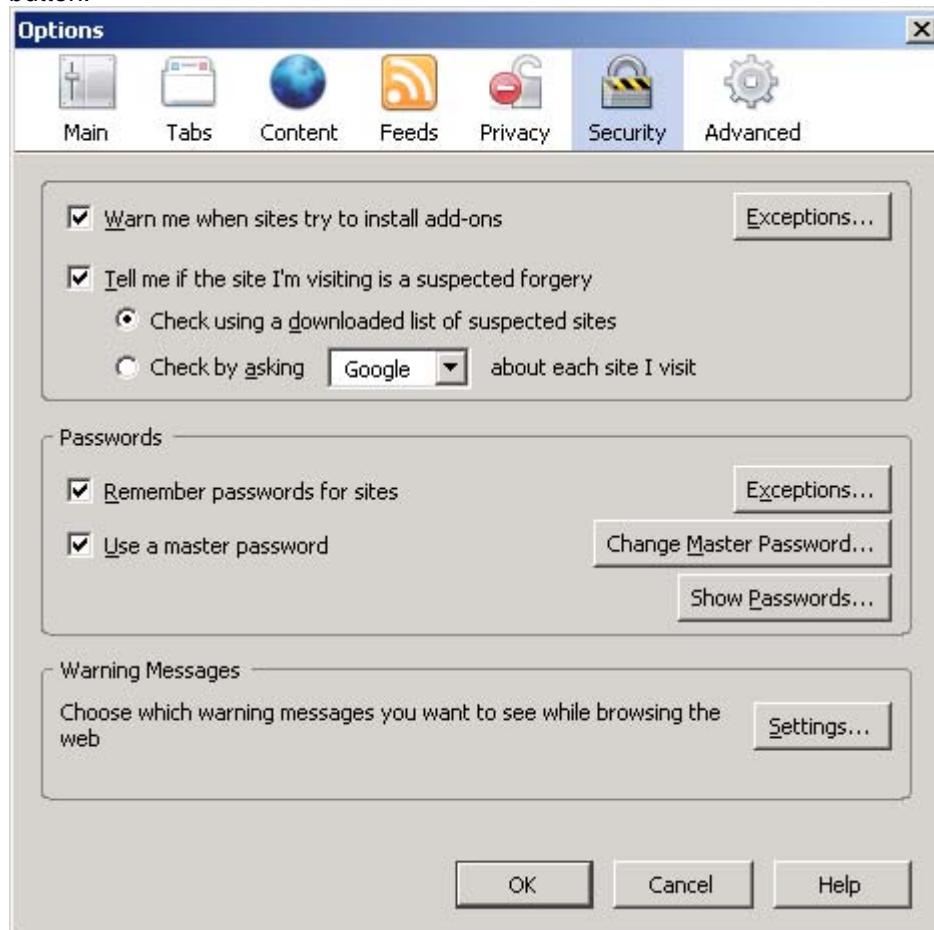 button.
Options
Main Tabs Content Feeds Privacy Security Advanced
Warn me when sites try to install add-ons Exceptions...
Tell me if the site I'm visiting is a suspected forgery
Check using a downloaded list of suspected sites
Check by asking Google about each site I visit
Passwords
Remember passwords for sites Exceptions...
Use a master password Change Master Password...
Show Passwords...
Warning Messages
Choose which warning messages you want to see while browsing the
web Settings...
OK Cancel Help